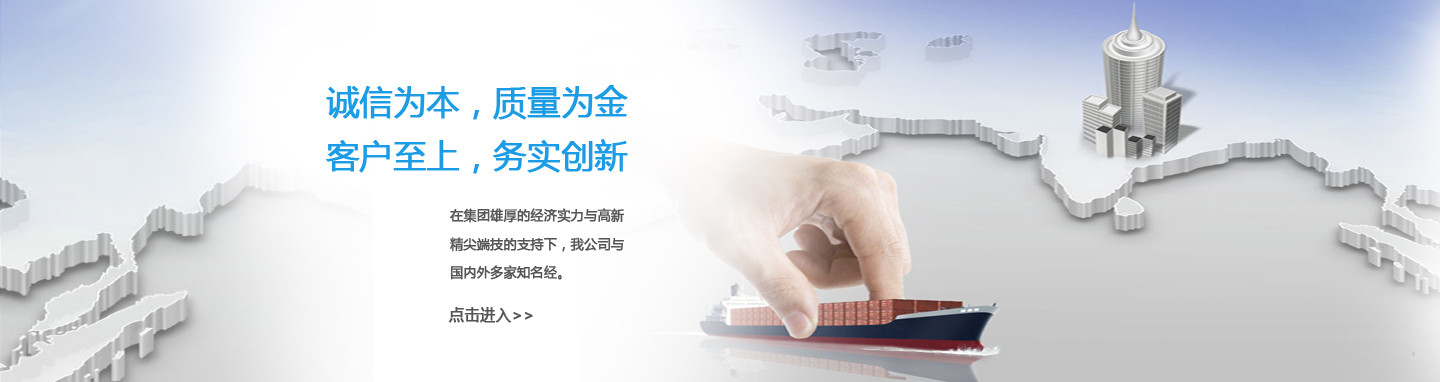 诚信为本，质量为金
客户至上，务实创新
在集团雄厚的经济实力与高新
精尖端技的支持下，我公司与
国内外多家知名经。
点击进入>>